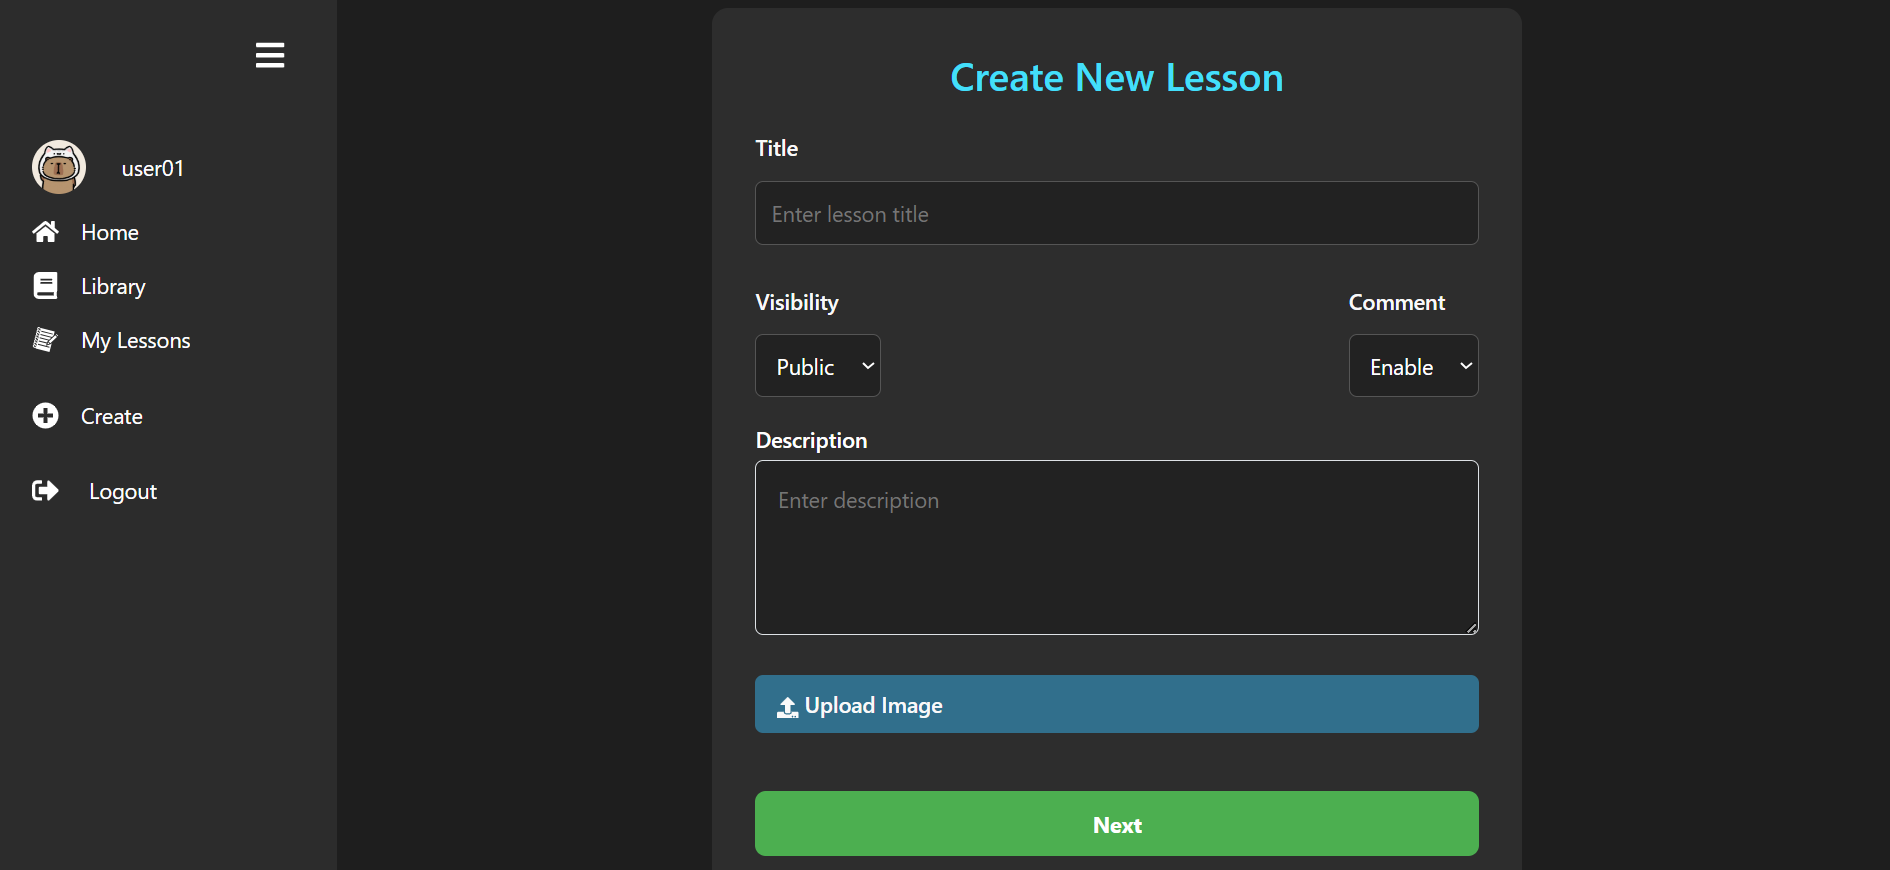 user01
Home
Library
My Lessons
Create
Logout
Create New Lesson
Title
Enter lesson title
Visibility
Comment
Public
Enable
Description
Enter description
Upload Image
Next